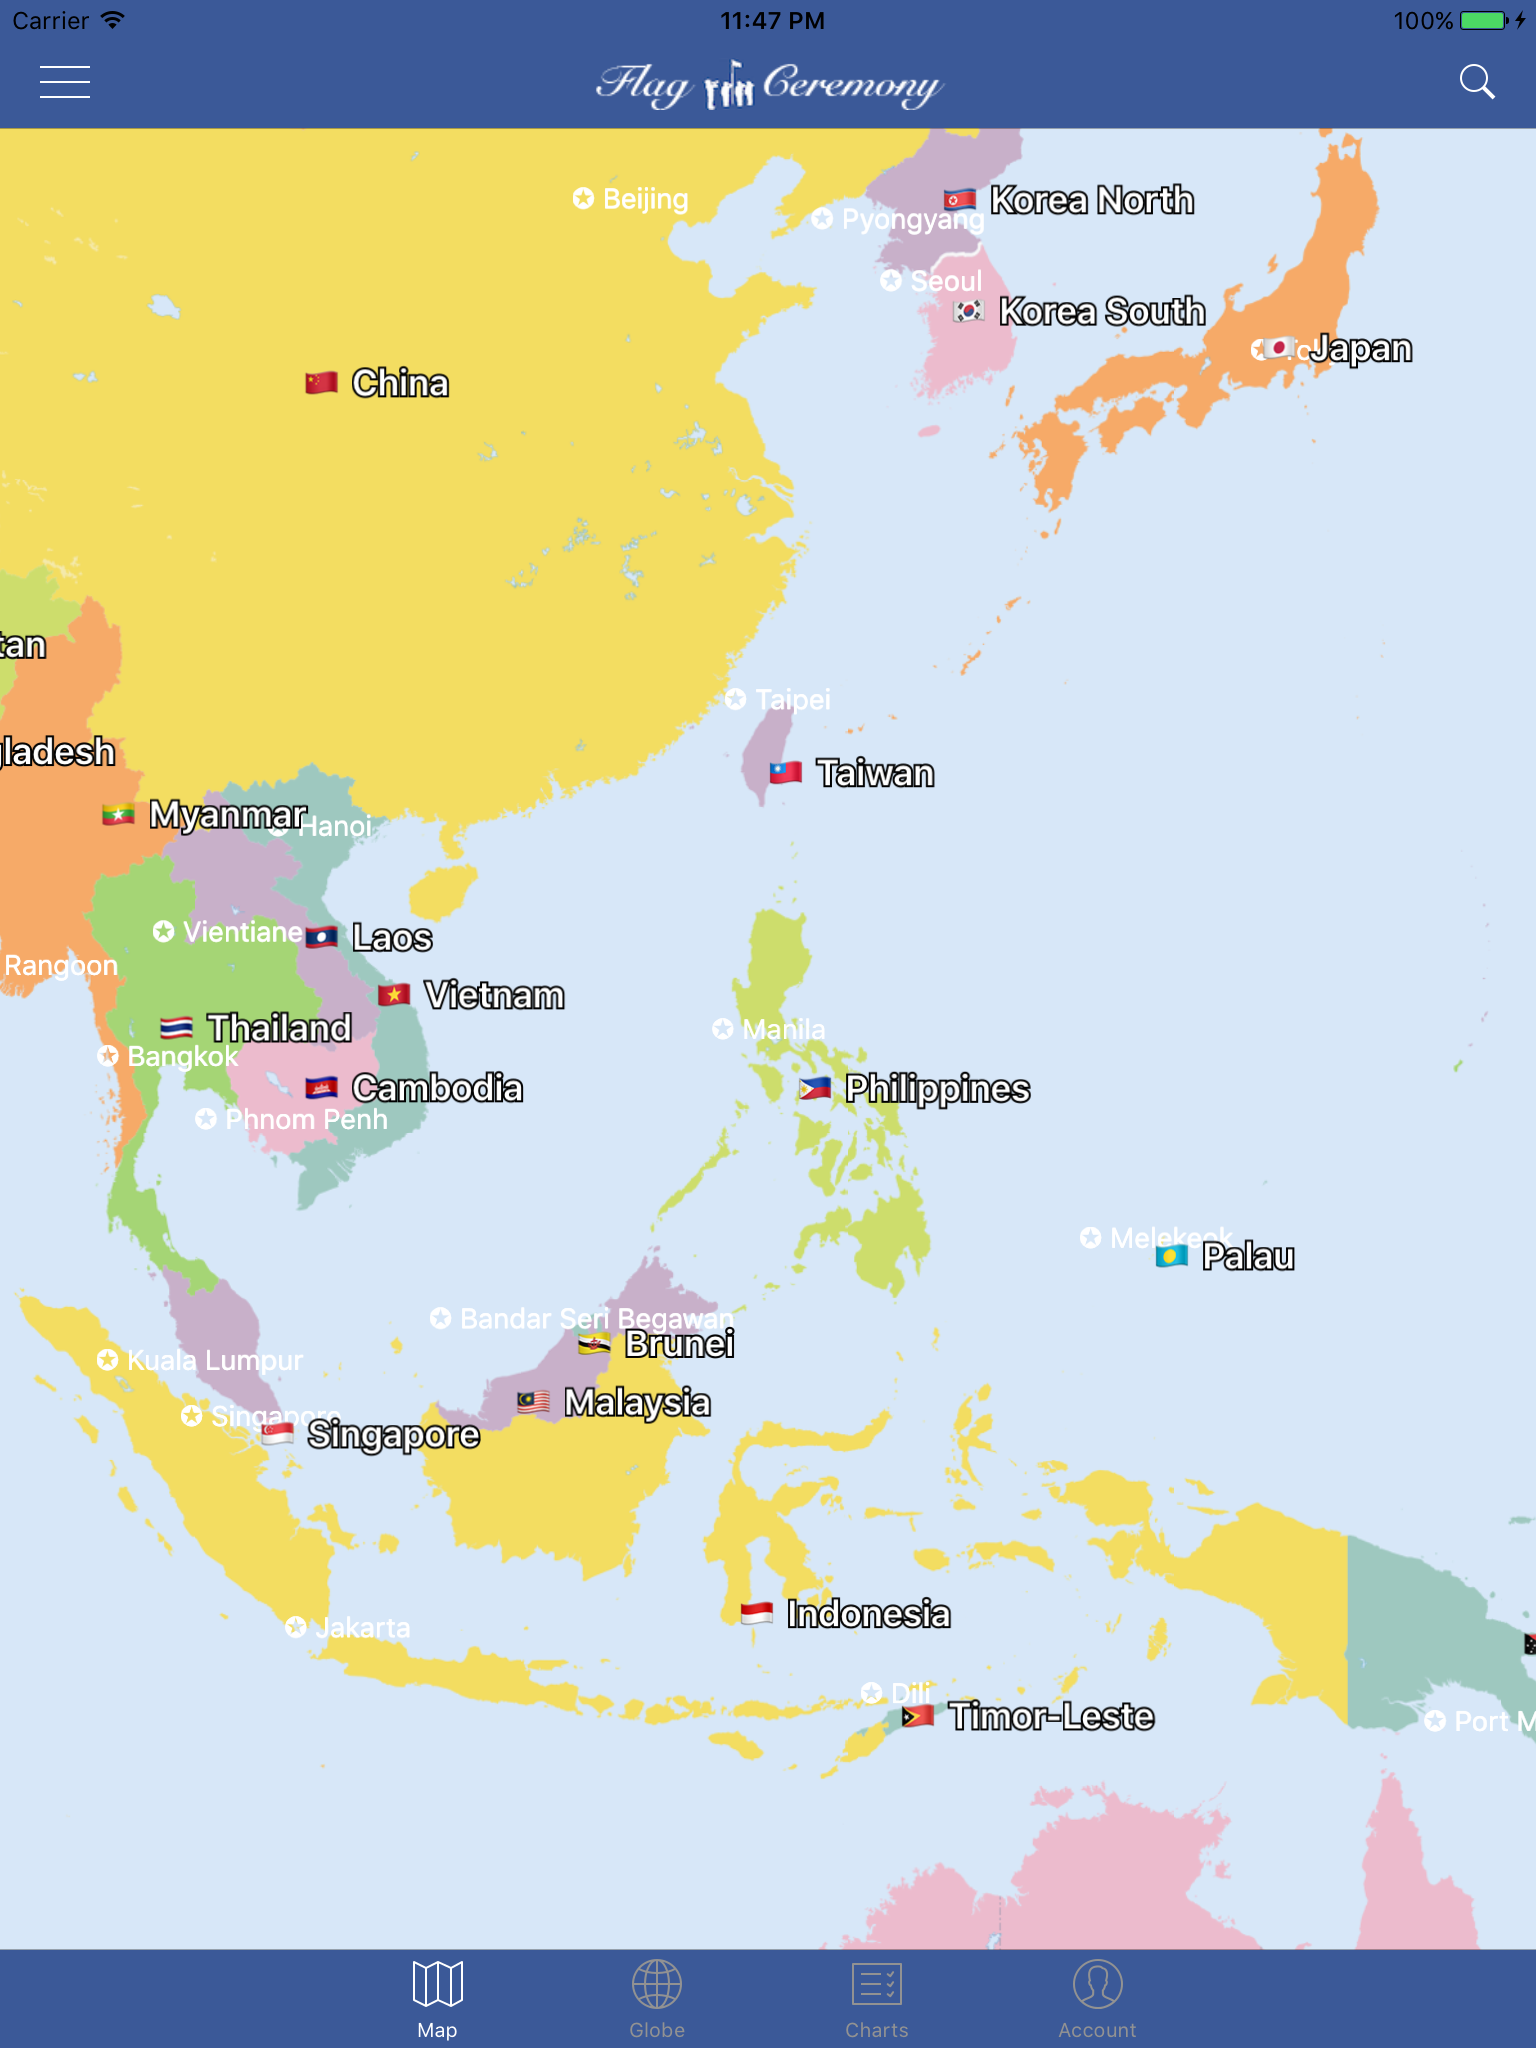 Carrier
11:47 PM
100%
Flag Ceremony
Beijing
Korea North
Pyongyang
Seoul
Korea South
Japan
China
tan
Taipei
gladesh
Taiwan
Myanmar
Hanoi
Vientiane
Laos
Rangoon
Vietnam
Thailand
Manila
Bangkok
Cambodia
Philippines
Phnom Penh
Melekeok
Palau
Bandar Seri Begawan
Brunei
Kuala Lumpur
Malaysia
Singapore
Singapore
Indonesia
Jakarta
Dili
Timor-Leste
Port M
Map
Globe
Charts
Account